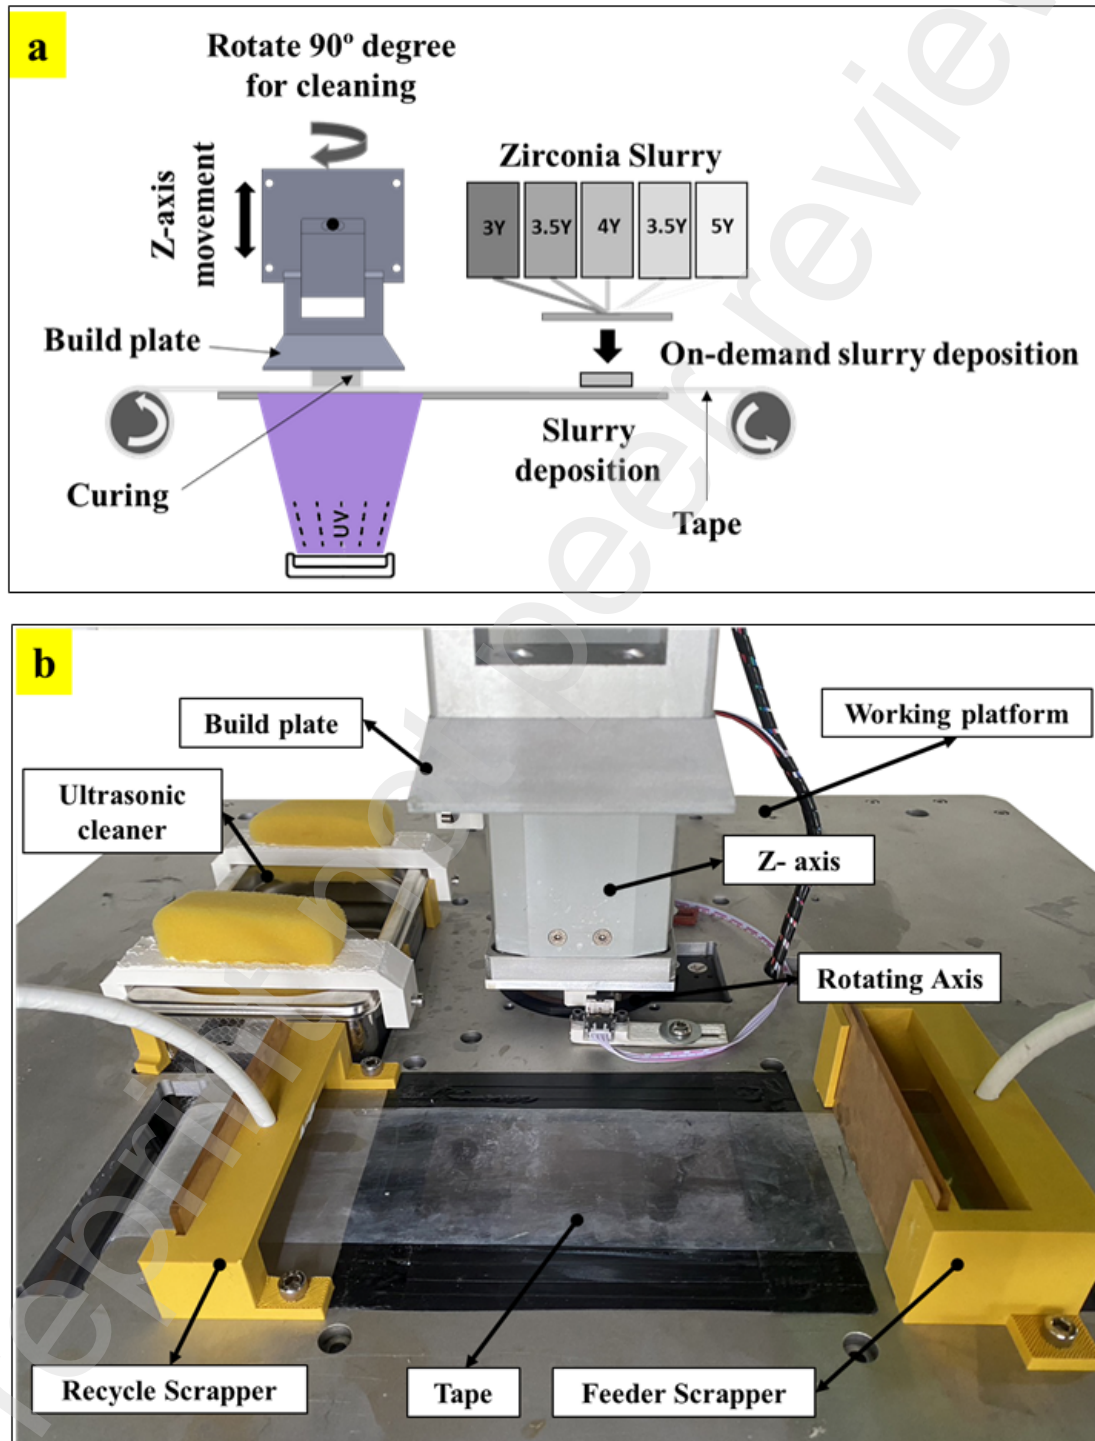 a
Rotate 90º degree
for cleaning
Z-axis
movement
Zirconia Slurry
3Y 3.5Y 4Y 3.5Y 5Y
Build plate
On-demand slurry deposition
Slurry
deposition
Curing
UV
Tape
b
Build plate
Working platform
Ultrasonic
cleaner
Z- axis
Rotating Axis
Recycle Scrapper
Tape
Feeder Scrapper